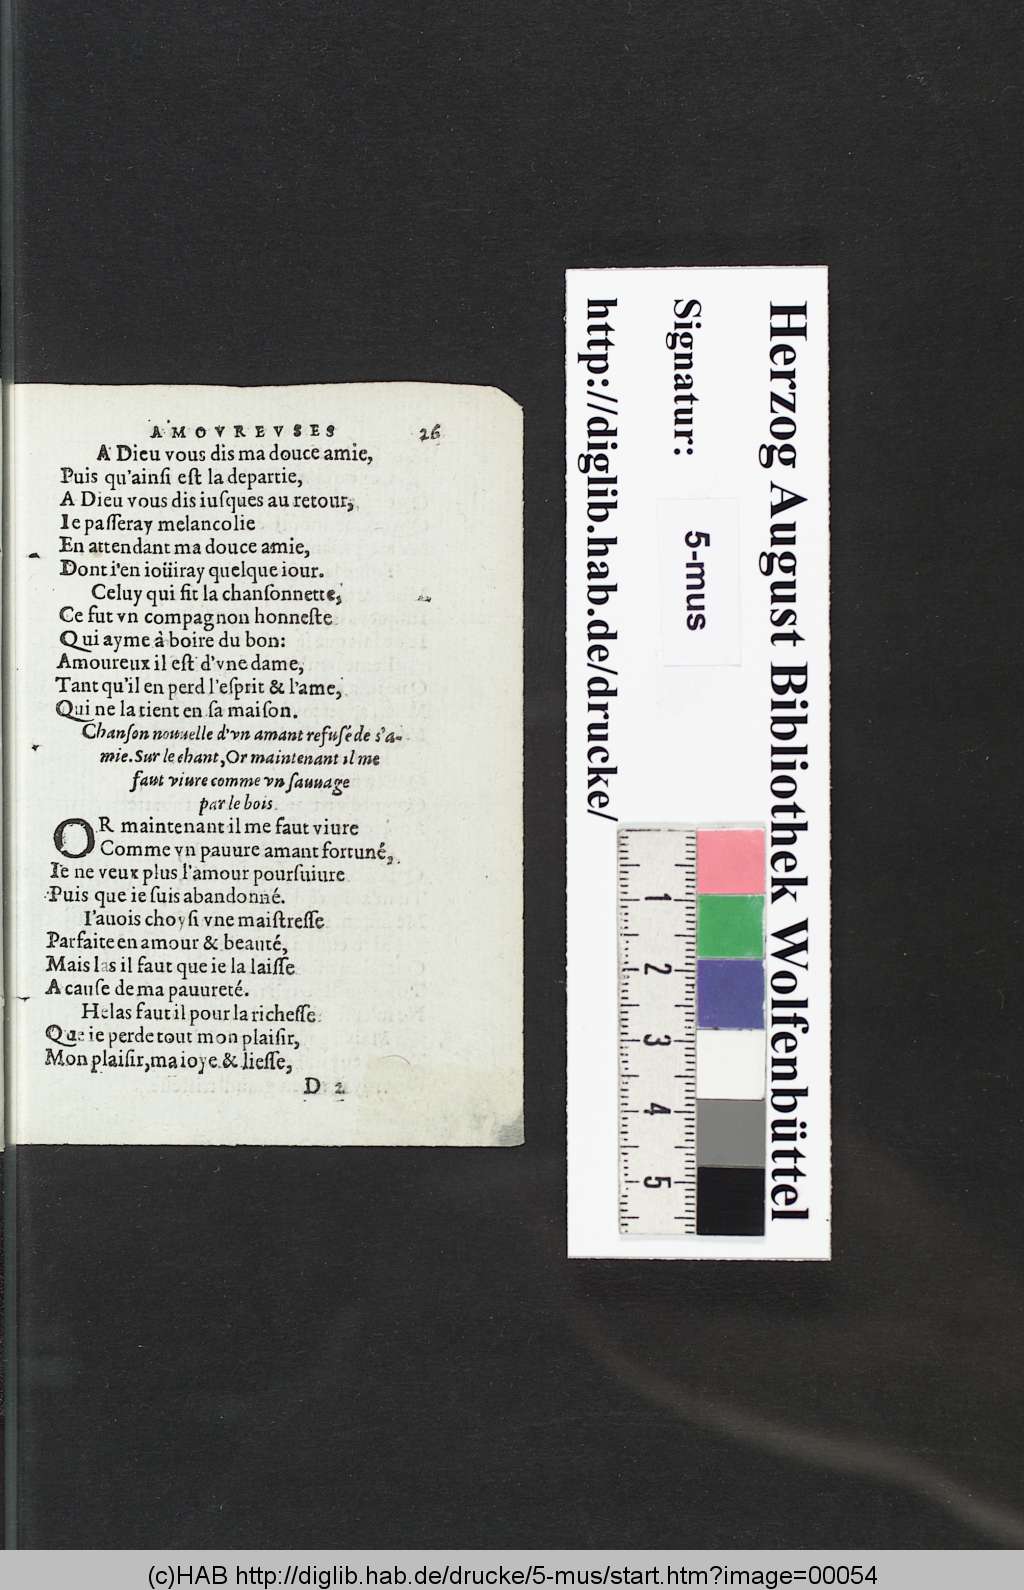 AMOVREVSES 26
A Dieu vous dis ma douce amie,
Puis qu'ainſi eſt la departie,
A Dieu vous dis iuſques au retour,
Ie paſſeray melancolie
En attendant ma douce amie,
Dont i'en ioüiray quelque iour.
Celuy qui fit la chanſonnette,
Ce fut vn compagnon honneſte
Qui ayme à boire du bon:
Amoureux il eſt d'vne dame,
Tant qu'il en perd l'eſprit & l'ame,
Qui ne la tient en ſa maiſon.
Chanſon nouuelle d'vn amant refuſé de s'a-
mie. Sur le chant, Or maintenant il me
faut viure comme vn ſauuage
par le bois.
OR maintenant il me faut viure
Comme vn pauure amant fortuné,
Ie ne veux plus l'amour pourſuiure
Puis que ie ſuis abandonné.
I'auois choyſi vne maiſtreſſe
Parfaite en amour & beauté,
Mais las il faut que ie la laiſſe
A cauſe de ma pauureté.
Helas faut il pour la richeſſe
Que ie perde tout mon plaiſir,
Mon plaiſir, ma ioye & lieſſe,
D 2
Herzog August Bibliothek Wolfenbüttel
Signatur:
5-mus
http://diglib.hab.de/drucke/
1 2 3 4 5
(c)HAB http://diglib.hab.de/drucke/5-mus/start.htm?image=00054